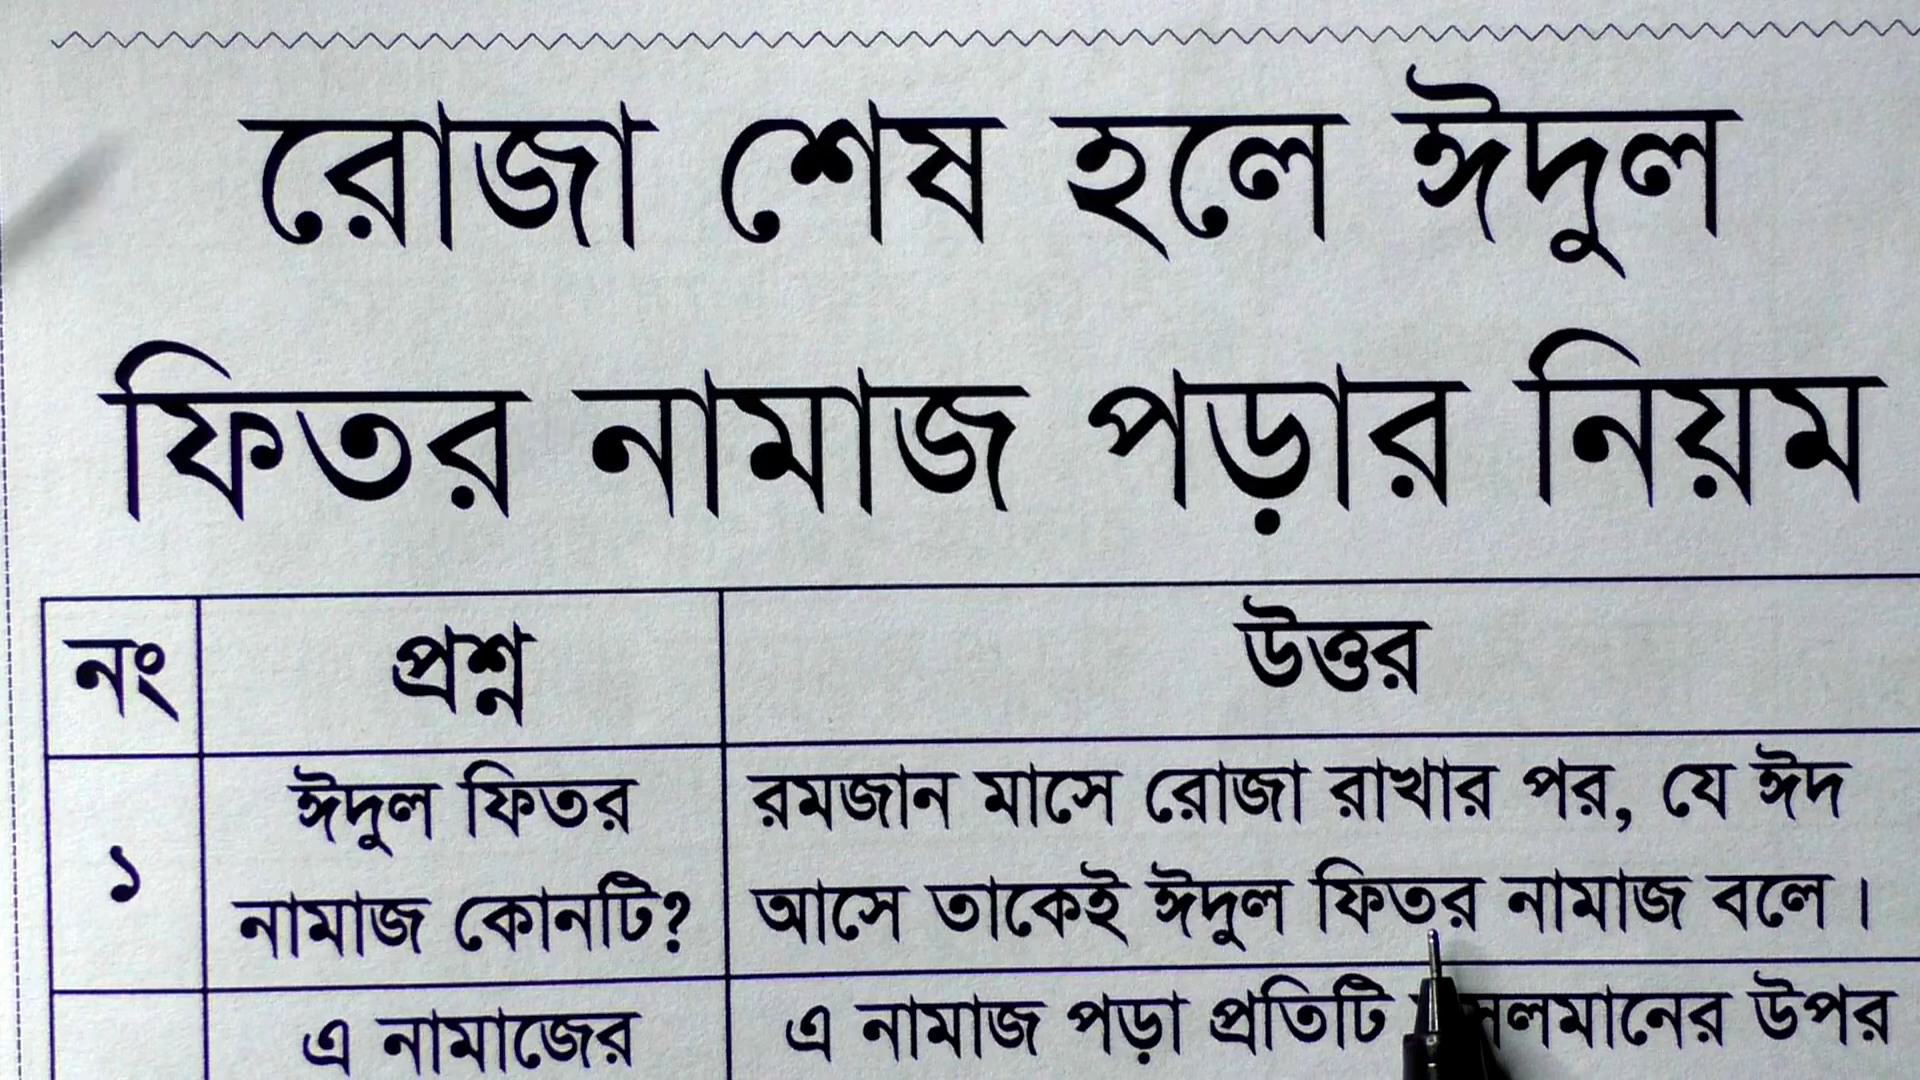 রোজা শেষ হলে ঈদুল
ফিতর নামাজ পড়ার নিয়ম
নং প্রশ্ন উত্তর
ঈদুল ফিতর রমজান মাসে রোজা রাখার পর, যে ঈদ
১
নামাজ কোনটি? আসে তাকেই ঈদুল ফিতর নামাজ বলে।
এ নামাজের এ নামাজ পড়া প্রতিটি উপর